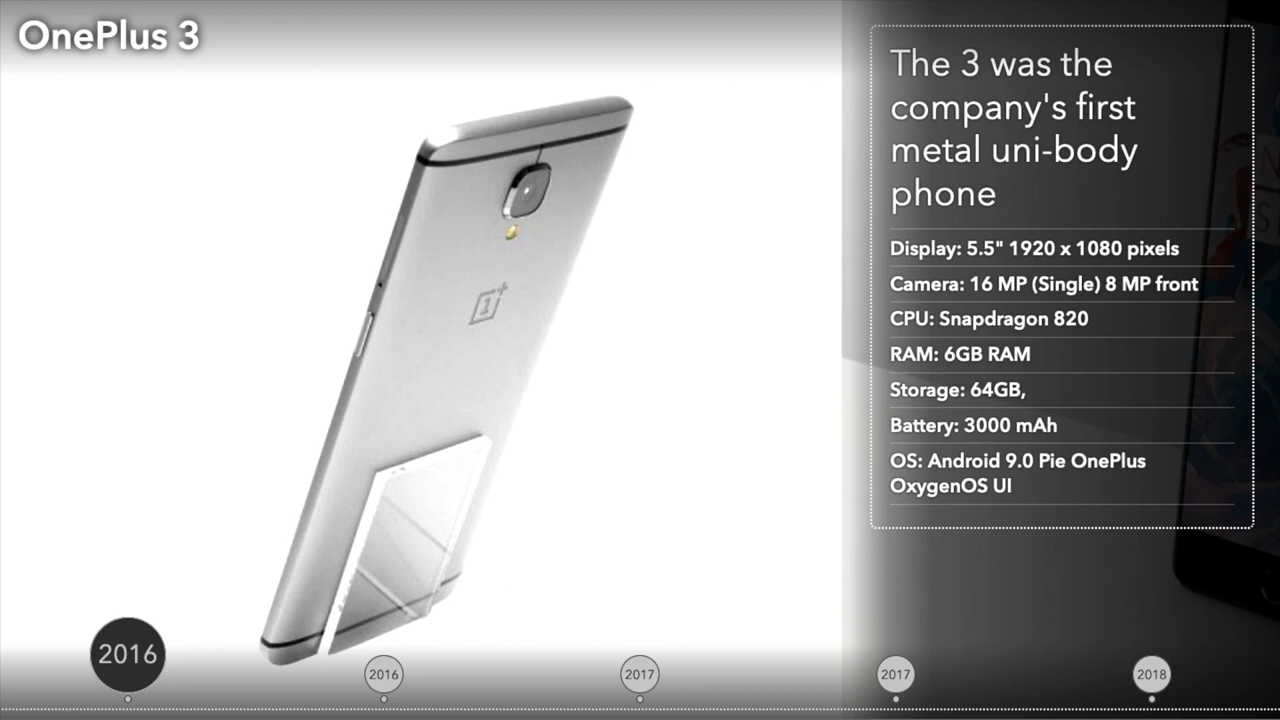 OnePlus 3
The 3 was the
company's first
metal uni-body
phone
Display: 5.5" 1920 x 1080 pixels
Camera: 16 MP (Single) 8 MP front
CPU: Snapdragon 820
RAM: 6GB RAM
Storage: 64GB,
Battery: 3000 mAh
OS: Android 9.0 Pie OnePlus
OxygenOS UI
2016
2016
2017
2017
2018